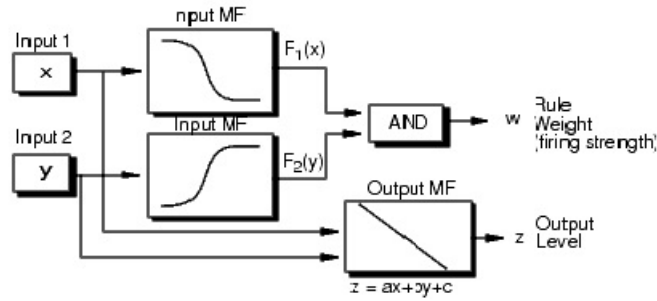 Input MF
Input 1
F1(x)
x
Input MF
AND
w
Rule
Weight
(firing strength)
Input 2
F2(y)
y
Output MF
z
Output
Level
z = ax+by+c